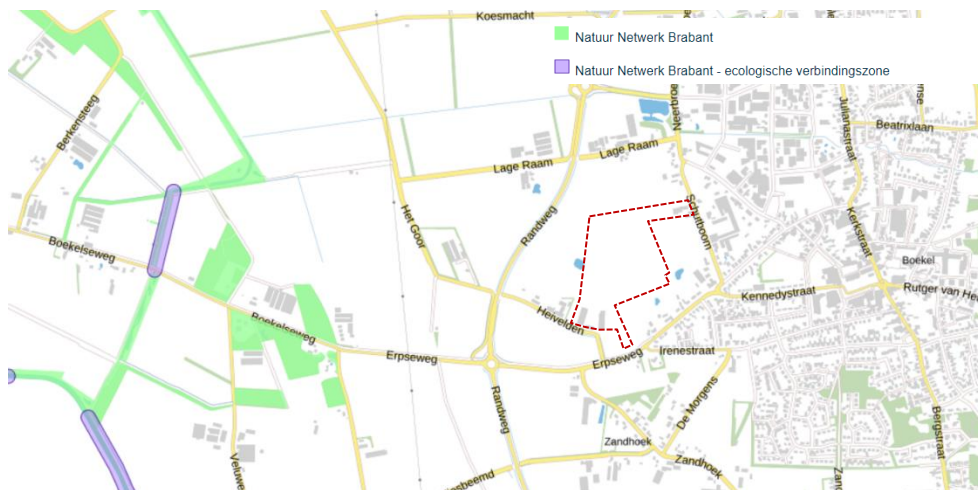 Koesmacht
Natuur Netwerk Brabant
Natuur Netwerk Brabant - ecologische verbindingszone
Berkensteeg
Julianastraat
Beatrixlaan
Lage Raam
Lage Raam
Het Goor
Randweg
Schutboom
Kerkstraat
Boekelseweg
Boekel
Kennedystraat
Rutger van He
Heivelden
Boekelseweg
Erpseweg
Erpseweg
Irenestraat
Randweg
De Morgens
Bergstraat
Zandhoek
Zandhoek